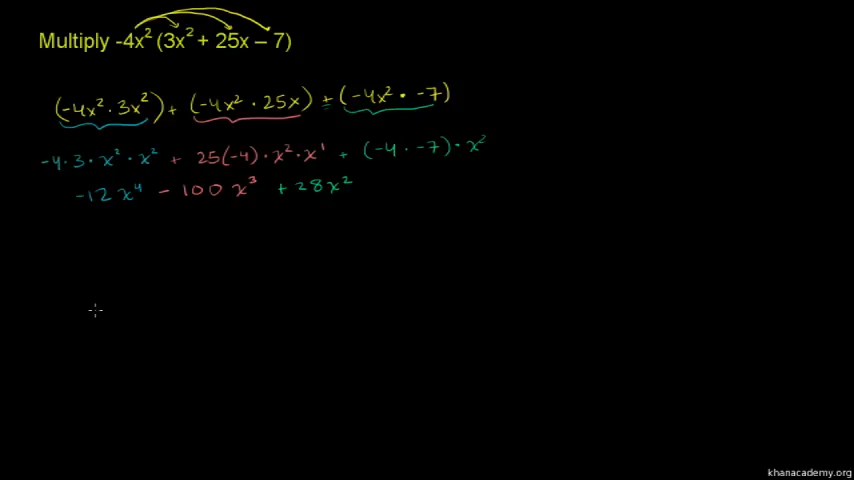 Multiply -4x² (3x² + 25x – 7)
(-4x² · 3x²) + (-4x² · 25x) + (-4x² · -7)
-4 · 3 · x² · x² + 25(-4) · x² · x¹ + (-4 · -7) · x²
-12x⁴ - 100x³ + 28x²
khanacademy.org